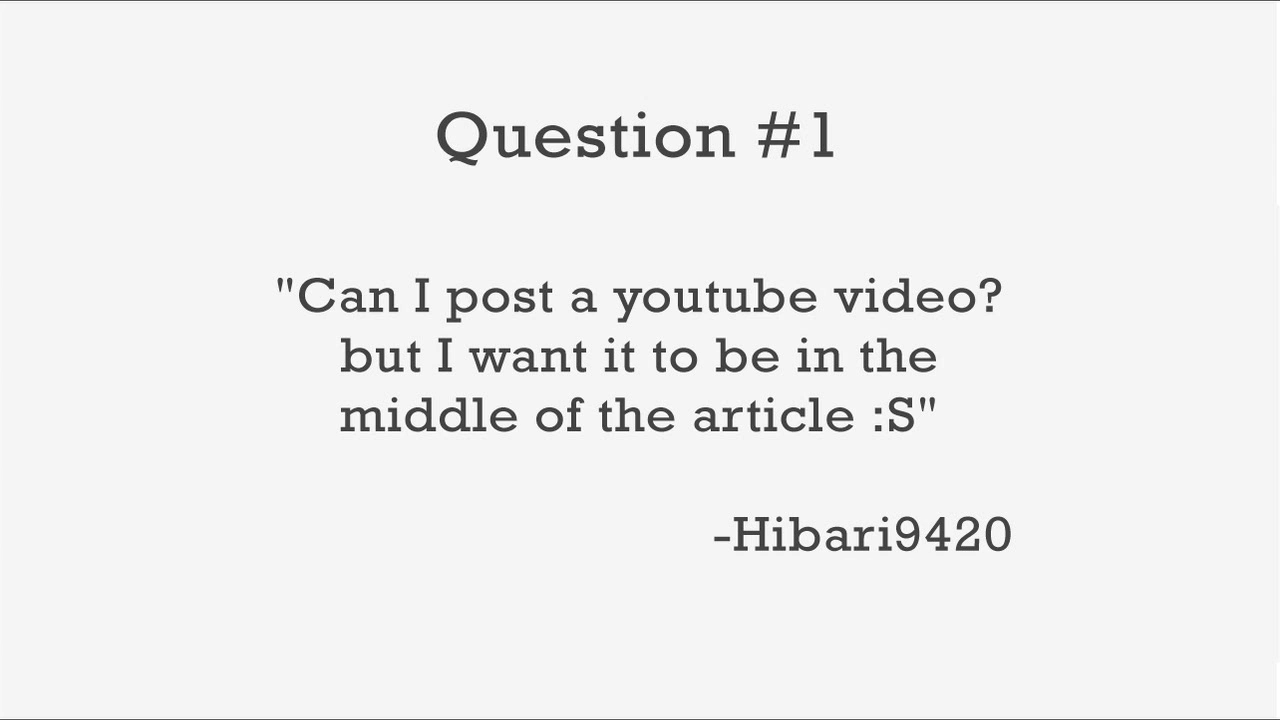 Question #1
"Can I post a youtube video?
but I want it to be in the
middle of the article :S"
-Hibari9420